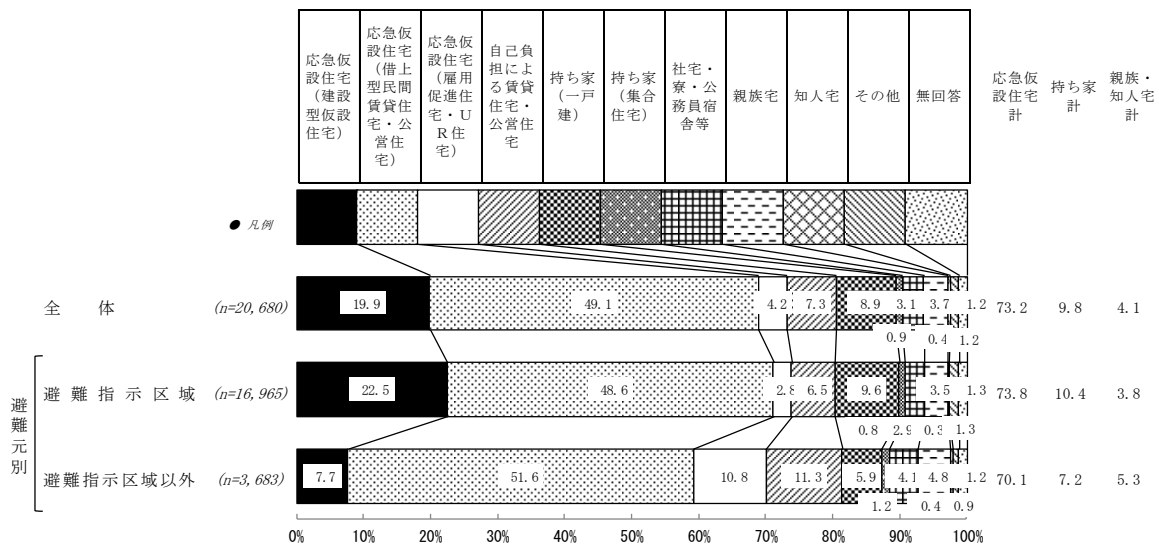 応急仮
設住宅
（建設
型仮設
住宅）
応急仮
設住宅
（借上
型民間
賃貸住
宅・公
営住
宅）
応急仮
設住宅
（雇用
促進住
宅・Ｕ
Ｒ住
宅）
自己負
担によ
る賃貸
住宅・
公営住
宅
持ち家
（一戸
建）
持ち家
（集合
住宅）
社宅・
寮・公
務員宿
舎等
親族宅
知人宅
その他
無回答
応急仮
設住宅
計
持ち家
計
親族・
知人宅
計
● 凡例
全 体 (n=20,680) 19.9 49.1 4.2 7.3 8.9 3.1 3.7 1.2 73.2 9.8 4.1
0.9 0.4 1.2
避難元別
避難指示区域 (n=16,965) 22.5 48.6 2.8 6.5 9.6 3.5 1.3 73.8 10.4 3.8
0.8 2.9 0.3 1.3
避難指示区域以外 (n=3,683) 7.7 51.6 10.8 11.3 5.9 4.1 4.8 1.2 70.1 7.2 5.3
1.2 0.4 0.9
0% 10% 20% 30% 40% 50% 60% 70% 80% 90% 100%